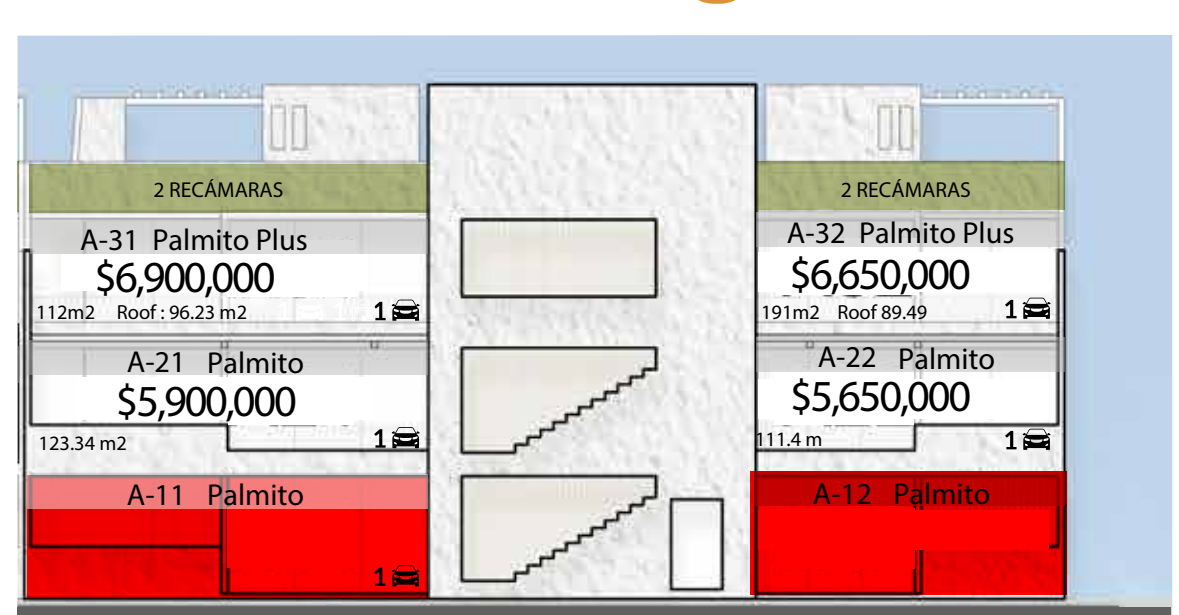 2 RECÁMARAS
A-31 Palmito Plus
$6,900,000
112m2 Roof : 96.23 m2 1
A-21 Palmito
$5,900,000
123.34 m2 1
A-11 Palmito
1
2 RECÁMARAS
A-32 Palmito Plus
$6,650,000
191m2 Roof 89.49 1
A-22 Palmito
$5,650,000
111.4 m 1
A-12 Palmito